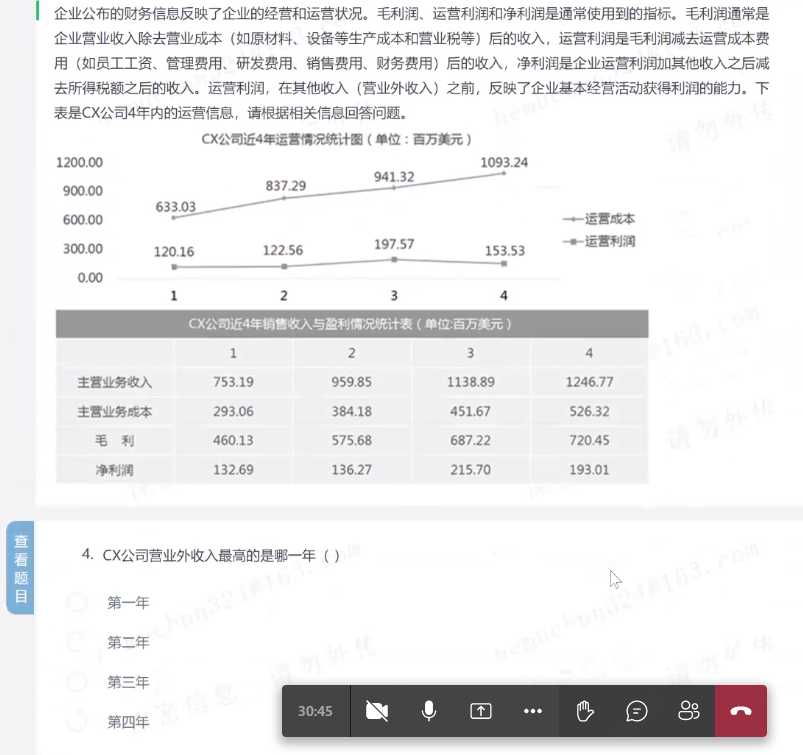 企业公布的财务信息反映了企业的经营和运营状况。毛利润、运营利润和净利润是通常使用到的指标。毛利润通常是
企业营业收入除去营业成本（如原材料、设备等生产成本和营业税等）后的收入，运营利润是毛利润减去运营成本费
用（如员工工资、管理费用、研发费用、销售费用、财务费用）后的收入，净利润是企业运营利润加其他收入之后减
去所得税额之后的收入。运营利润，在其他收入（营业外收入）之前，反映了企业基本经营活动获得利润的能力。下
表是CX公司4年内的运营信息，请根据相关信息回答问题。
CX公司近4年运营情况统计图（单位：百万美元）
1200.00
900.00
600.00
300.00
0.00
633.03 837.29 941.32 1093.24
120.16 122.56 197.57 153.53
1 2 3 4
运营成本
运营利润
CX公司近4年销售收入与盈利情况统计表（单位:百万美元）
1 2 3 4
主营业务收入 753.19 959.85 1138.89 1246.77
主营业务成本 293.06 384.18 451.67 526.32
毛 利 460.13 575.68 687.22 720.45
净利润 132.69 136.27 215.70 193.01
查看题目
4. CX公司营业外收入最高的是哪一年（ ）
第一年
第二年
第三年
第四年
30:45
请勿外传
请勿外传
请勿外传